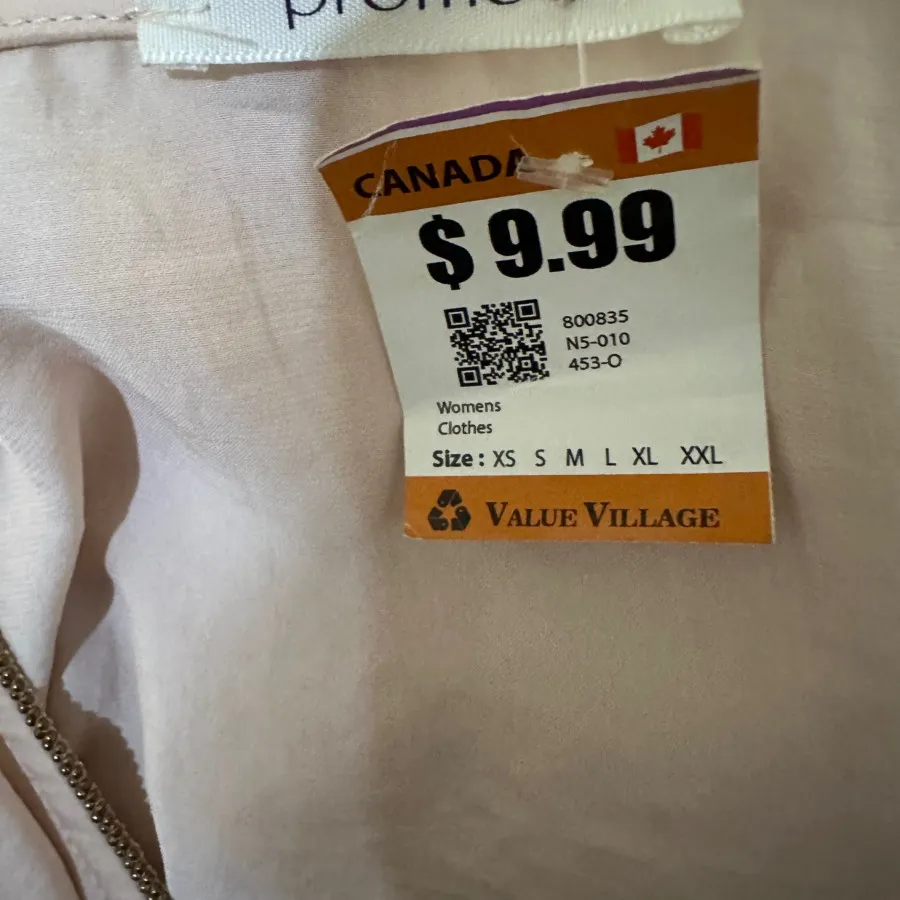 CANADA
$ 9.99
800835
N5-010
453-O
Womens
Clothes
Size : XS S M L XL XXL
VALUE VILLAGE